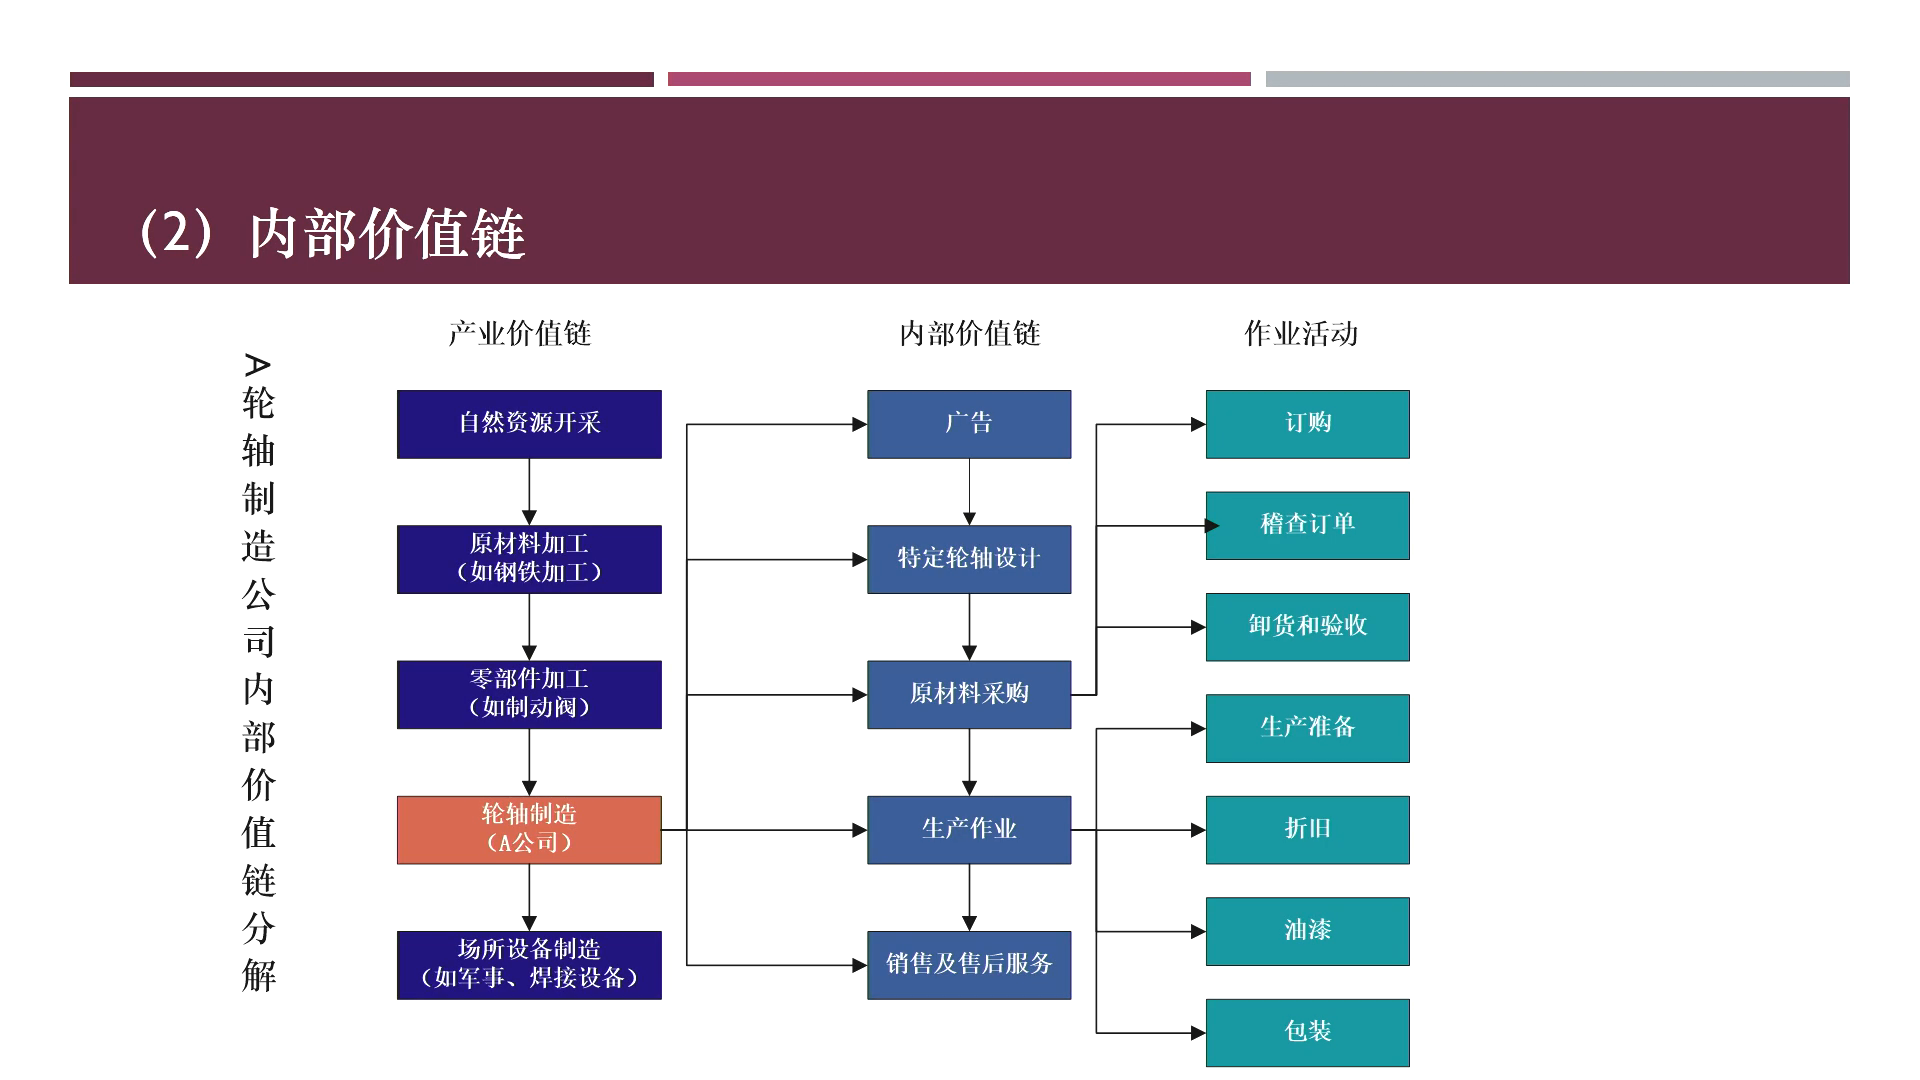 （2）内部价值链
A轮轴制造公司内部价值链分解
产业价值链
自然资源开采
原材料加工
（如钢铁加工）
零部件加工
（如制动阀）
轮轴制造
（A公司）
场所设备制造
（如军事、焊接设备）
内部价值链
广告
特定轮轴设计
原材料采购
生产作业
销售及售后服务
作业活动
订购
稽查订单
卸货和验收
生产准备
折旧
油漆
包装